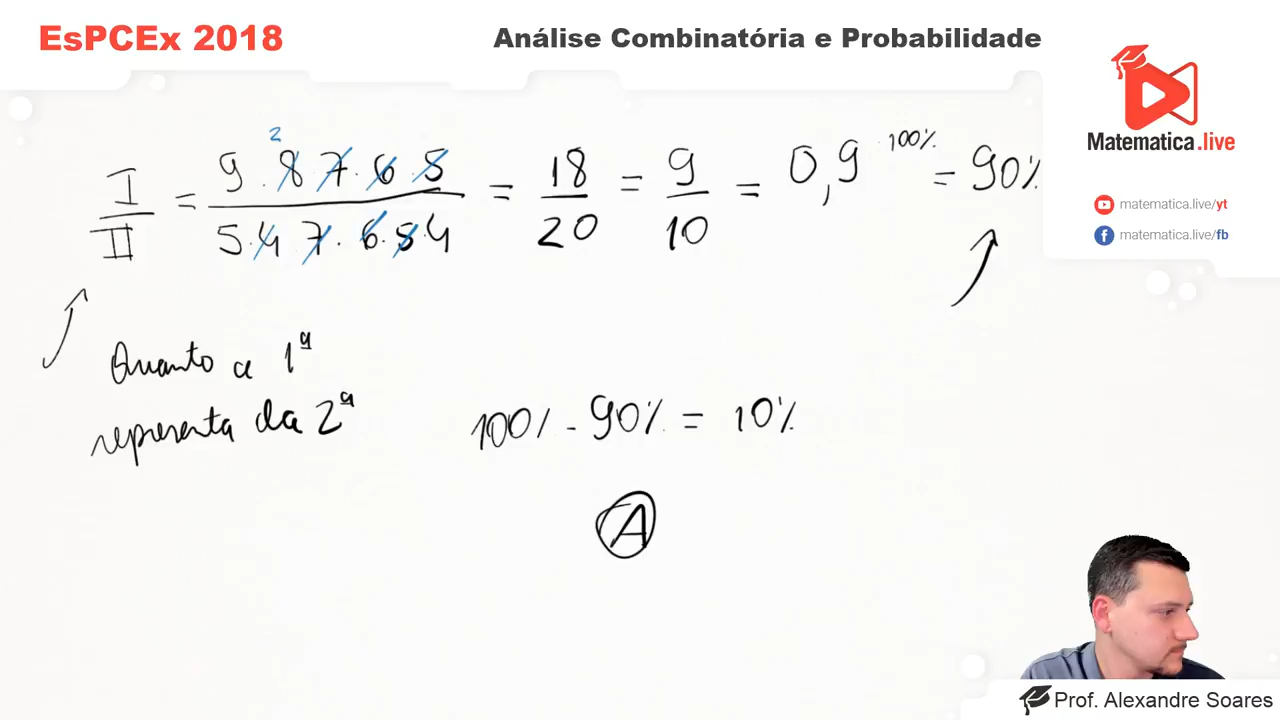 EsPCEx 2018
Análise Combinatória e Probabilidade
Matematica.live
matematica.live/yt
matematica.live/fb
I/II = 9.8.7.6.5/5.4.7.6.5.4 = 18/20 = 9/10 = 0,9 · 100% = 90%
2
Quanto a 1ª
representa da 2ª
100% - 90% = 10%
A
Prof. Alexandre Soares